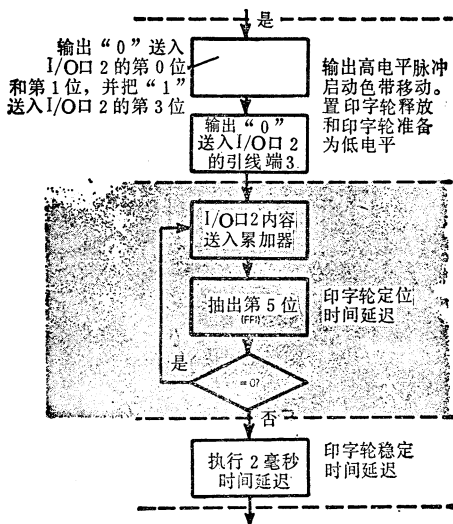 是
输出“0”送入
I/O口2的第0位
和第1位，并把“1”
送入I/O口2的第3位
输出高电平脉冲
启动色带移动。
置印字轮释放
和印字轮准备
为低电平
输出“0”
送入I/O口2
的引线端3
I/O口2内容
送入累加器
抽出第5位
(FFI)
印字轮定位
时间延迟
是
=0?
否
执行2毫秒
时间延迟
印字轮稳定
时间延迟